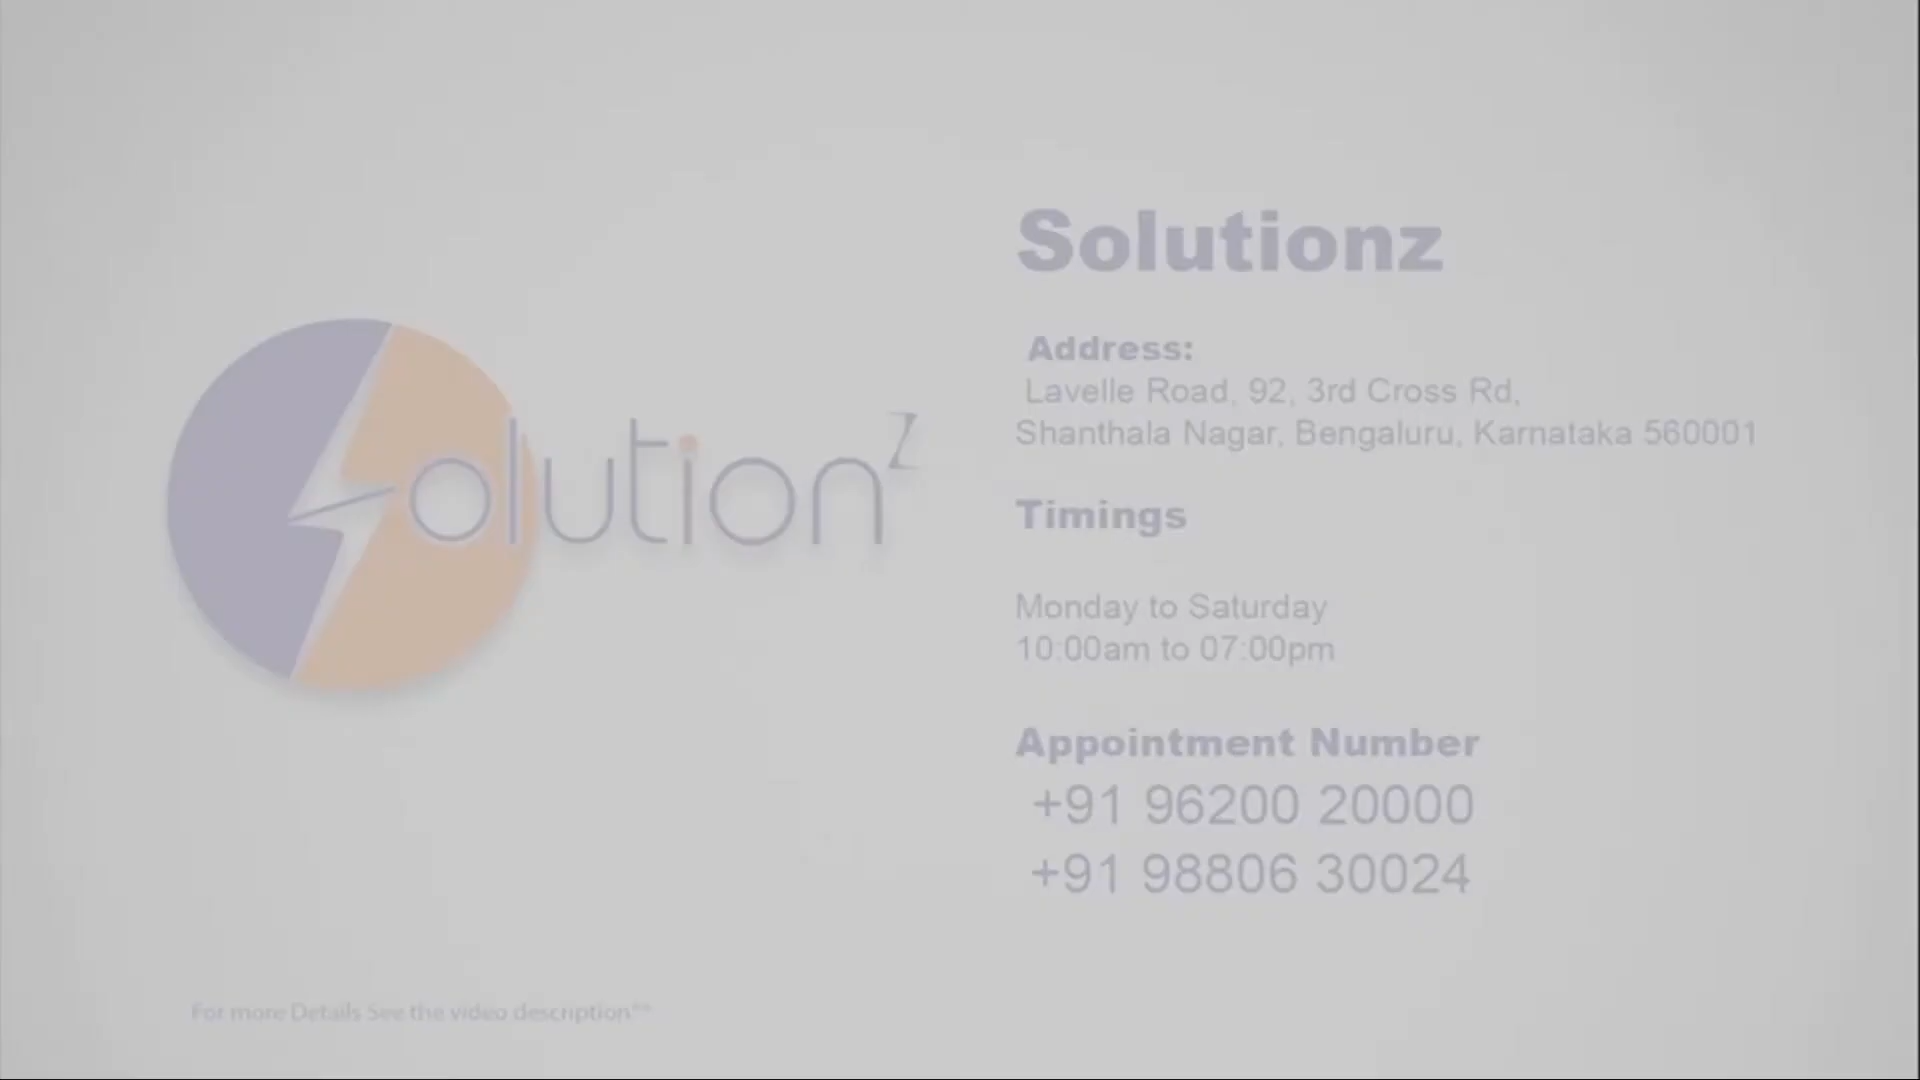 Solutionz
olutionz
Address:
Lavelle Road, 92, 3rd Cross Rd,
Shanthala Nagar, Bengaluru, Karnataka 560001
Timings
Monday to Saturday
10:00am to 07:00pm
Appointment Number
+91 96200 20000
+91 98806 30024
For more Details See the video description**